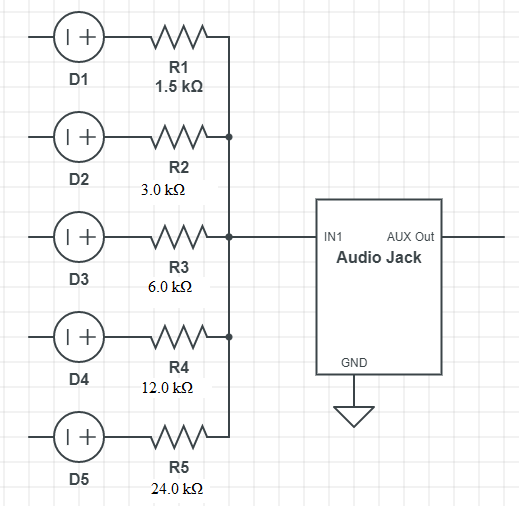 D1
R1
1.5 kΩ
D2
R2
3.0 kΩ
D3
R3
6.0 kΩ
D4
R4
12.0 kΩ
D5
R5
24.0 kΩ
IN1 AUX Out
Audio Jack
GND